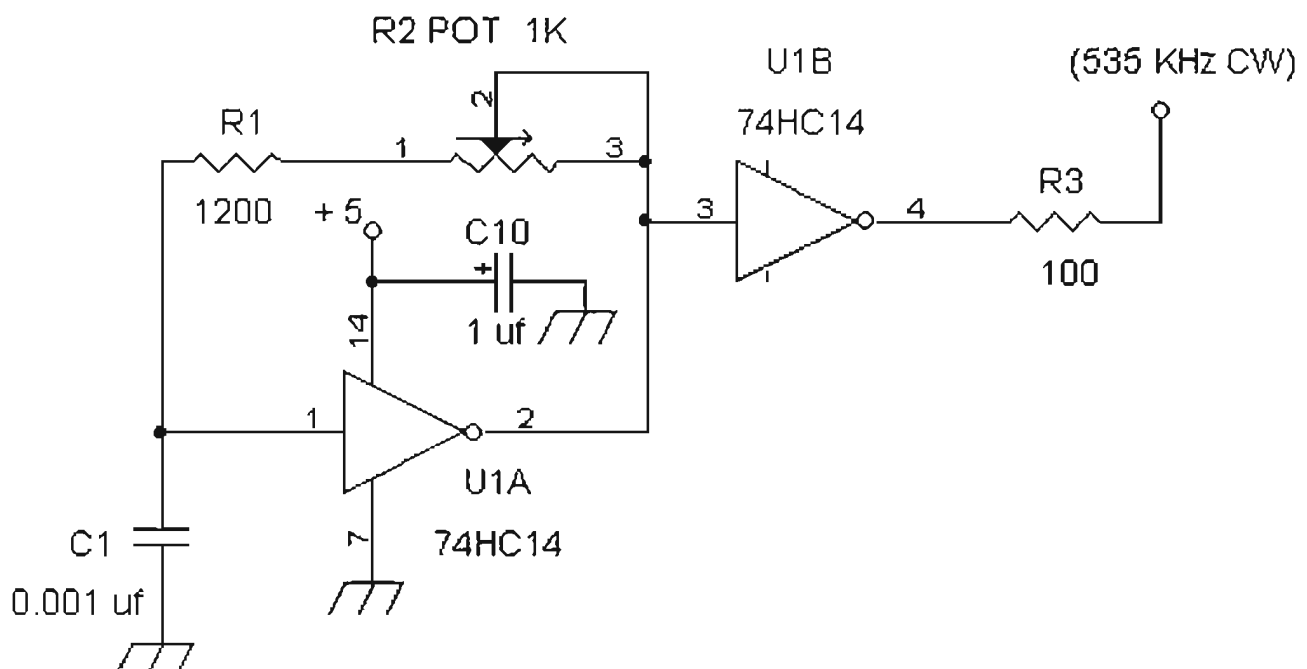 R2 POT 1K
U1B
(535 KHz CW)
2
74HC14
R1
1
3
R3
1200
+ 5
C10
3
4
+
100
14
1 uf
1
2
U1A
C1
7
74HC14
0.001 uf